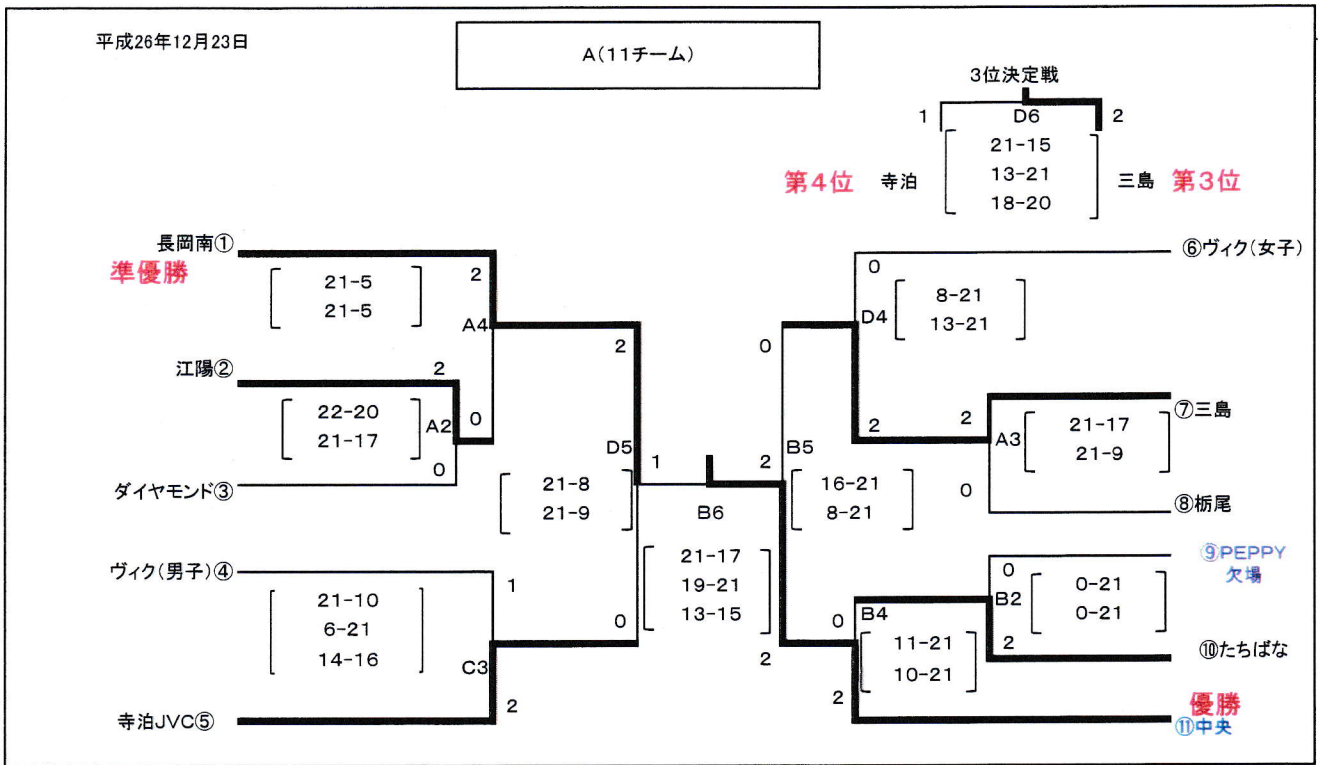 平成26年12月23日
A(11チーム)
3位決定戦
1 D6 2
21-15
13-21
18-20
第4位 寺泊
三島 第3位
長岡南①
準優勝
2
21-5
21-5
A4
江陽②
2
22-20
21-17
A2
0
0
ダイヤモンド③
2
D5
21-8
21-9
ヴィク(男子)④
1
21-10
6-21
14-16
C3
0
寺泊JVC⑤
2
1
2
B6
21-17
19-21
13-15
2
⑥ヴィク(女子)
0
8-21
13-21
D4
0
2
2
⑦三島
A3
21-17
21-9
0
⑧栃尾
B5
16-21
8-21
⑨PEPPY
欠場
0
B2
0-21
0-21
2
⑩たちばな
0
B4
11-21
10-21
2
優勝
⑪中央